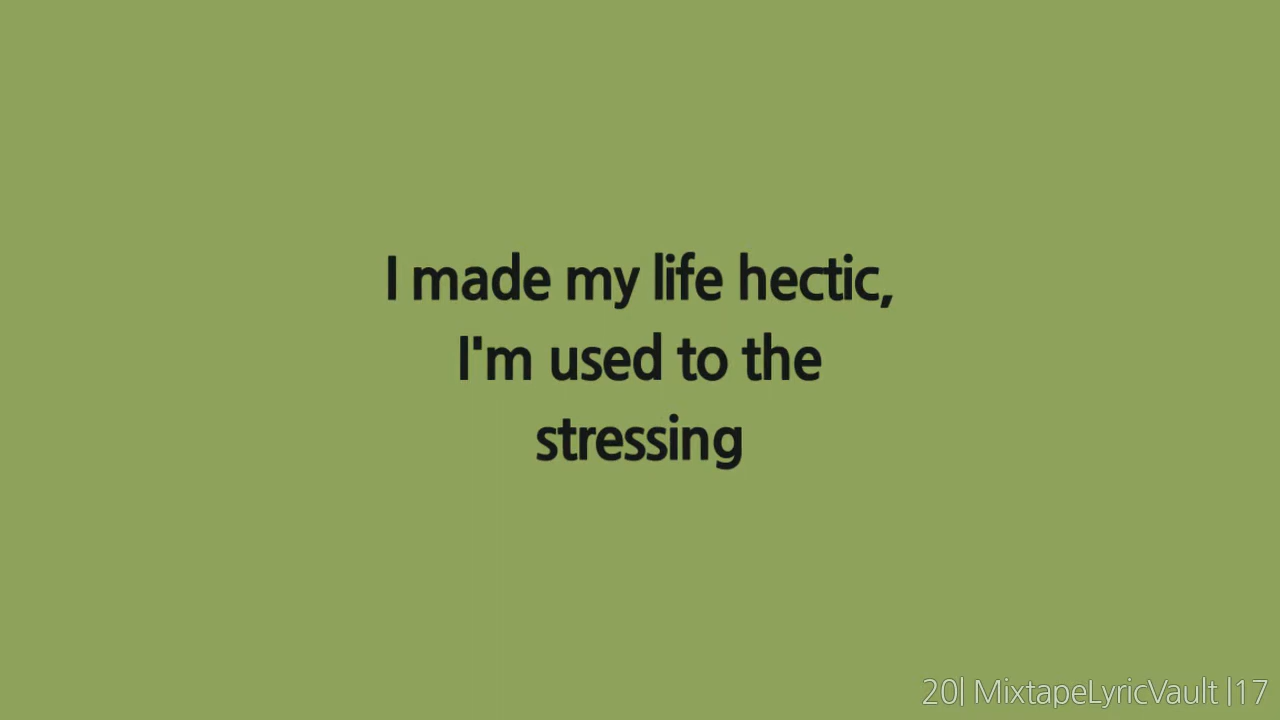 I made my life hectic,
I'm used to the
stressing
20| MixtapeLyricVault |17